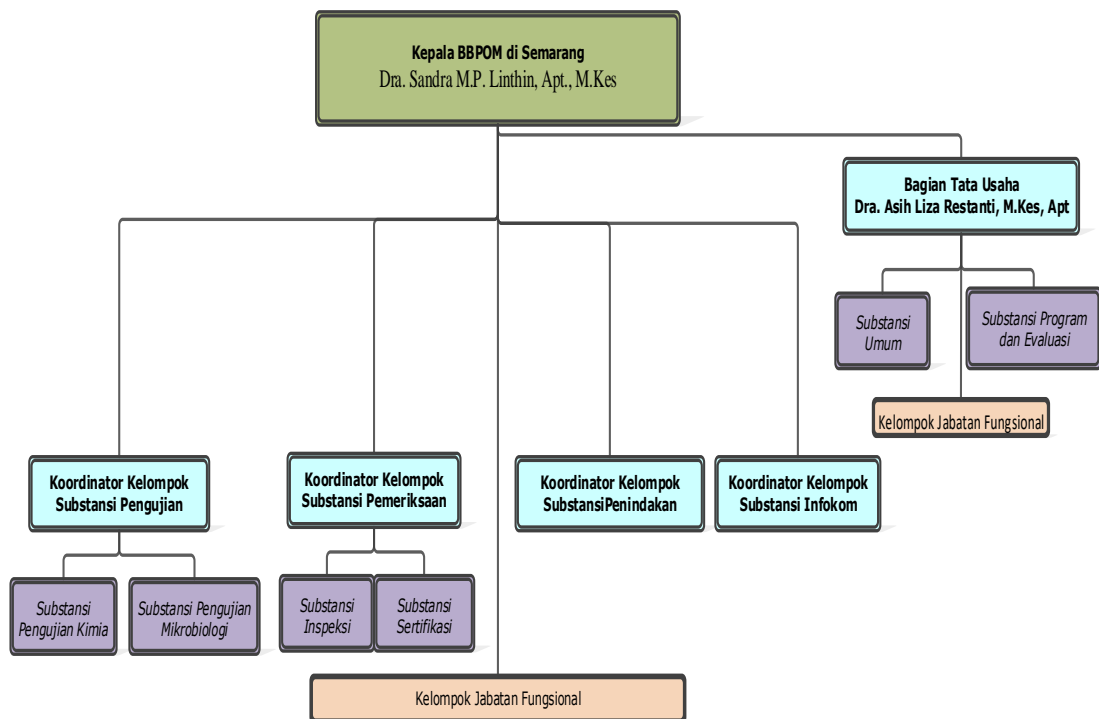 Kepala BBPOM di Semarang
Dra. Sandra M.P. Linthin, Apt., M.Kes
Bagian Tata Usaha
Dra. Asih Liza Restanti, M.Kes, Apt
Substansi
Umum
Substansi Program
dan Evaluasi
Kelompok Jabatan Fungsional
Koordinator Kelompok
Substansi Pengujian
Koordinator Kelompok
Substansi Pemeriksaan
Koordinator Kelompok
SubstansiPenindakan
Koordinator Kelompok
Substansi Infokom
Substansi
Pengujian Kimia
Substansi Pengujian
Mikrobiologi
Substansi
Inspeksi
Substansi
Sertifikasi
Kelompok Jabatan Fungsional